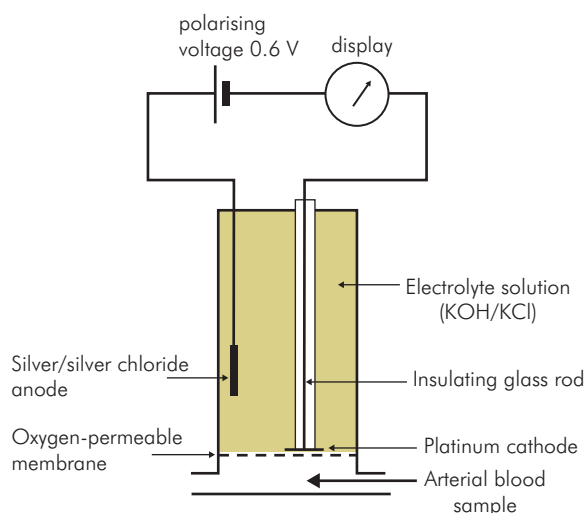 polarising
voltage 0.6 V
display
Electrolyte solution
(KOH/KCl)
Silver/silver chloride
anode
Insulating glass rod
Oxygen-permeable
membrane
Platinum cathode
Arterial blood
sample